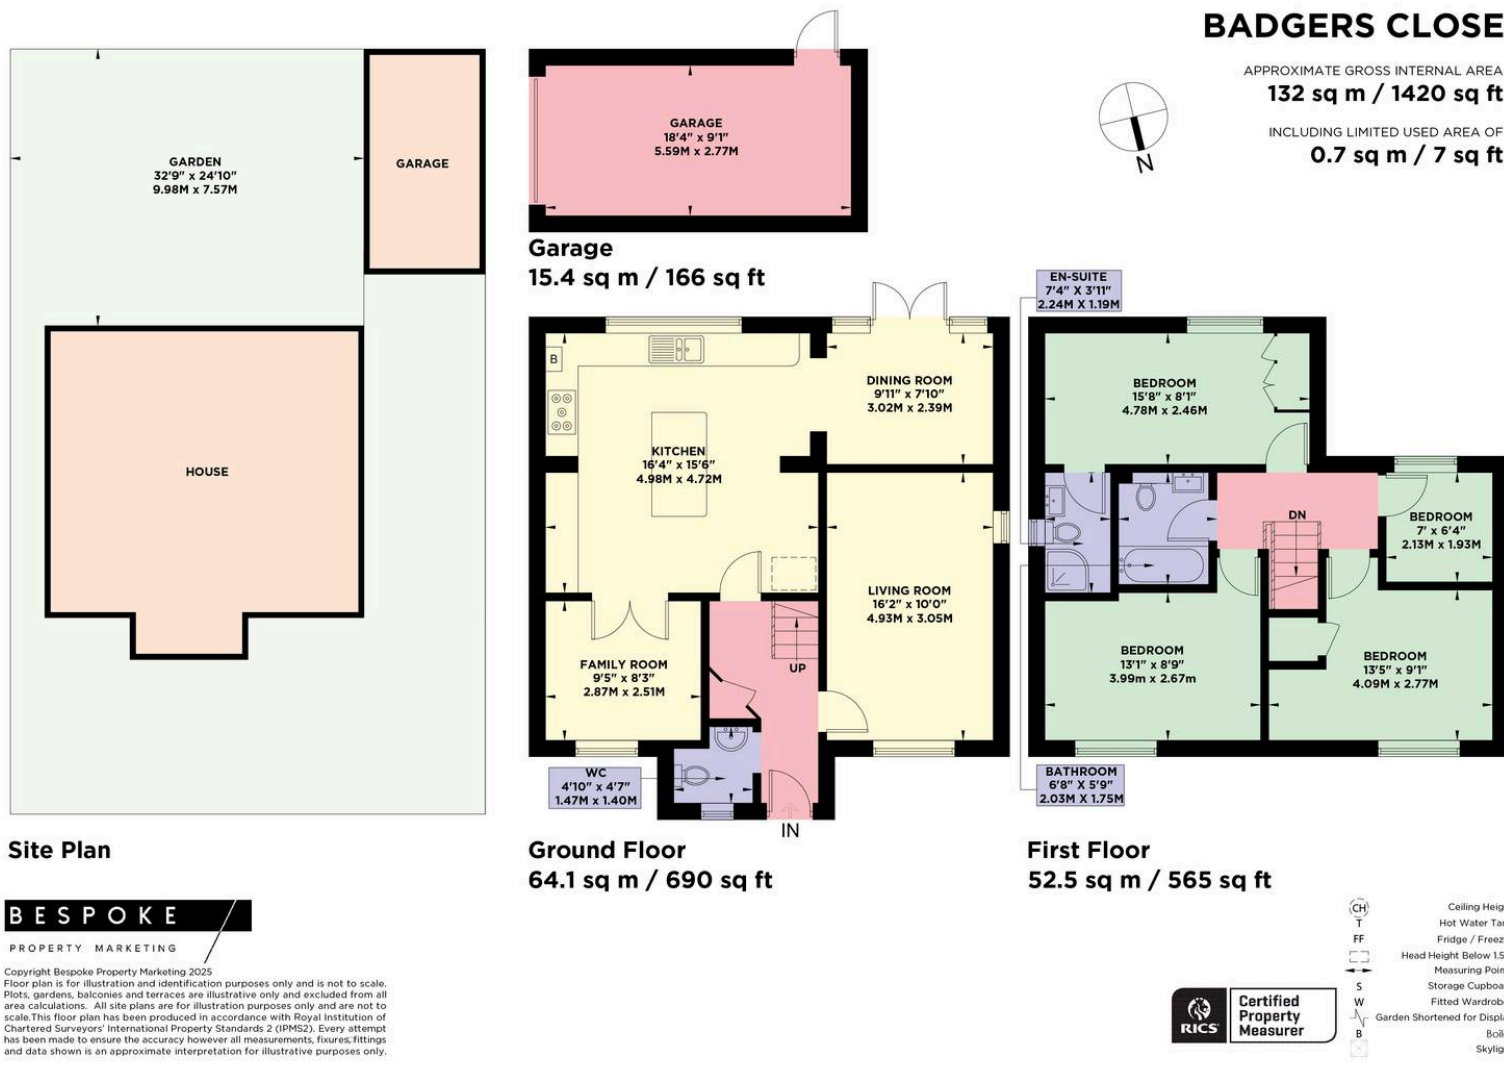 BADGERS CLOSE
APPROXIMATE GROSS INTERNAL AREA
132 sq m / 1420 sq ft
INCLUDING LIMITED USED AREA OF
0.7 sq m / 7 sq ft
N
GARDEN
32'9" x 24'10"
9.98M x 7.57M
GARAGE
HOUSE
Site Plan
GARAGE
18'4" x 9'1"
5.59M x 2.77M
Garage
15.4 sq m / 166 sq ft
B
DINING ROOM
9'11" x 7'10"
3.02M x 2.39M
KITCHEN
16'4" x 15'6"
4.98M x 4.72M
LIVING ROOM
16'2" x 10'0"
4.93M x 3.05M
FAMILY ROOM
9'5" x 8'3"
2.87M x 2.51M
UP
WC
4'10" x 4'7"
1.47M x 1.40M
IN
Ground Floor
64.1 sq m / 690 sq ft
EN-SUITE
7'4" X 3'11"
2.24M X 1.19M
BEDROOM
15'8" x 8'1"
4.78M x 2.46M
DN
BEDROOM
7' x 6'4"
2.13M x 1.93M
BEDROOM
13'1" x 8'9"
3.99m x 2.67m
BEDROOM
13'5" x 9'1"
4.09M x 2.77M
BATHROOM
6'8" X 5'9"
2.03M X 1.75M
First Floor
52.5 sq m / 565 sq ft
BESPOKE
PROPERTY MARKETING
Copyright Bespoke Property Marketing 2025
Floor plan is for illustration and identification purposes only and is not to scale.
Plots, gardens, balconies and terraces are illustrative only and excluded from all
area calculations. All site plans are for illustration purposes only and are not to
scale.This floor plan has been produced in accordance with Royal Institution of
Chartered Surveyors' International Property Standards 2 (IPMS2). Every attempt
has been made to ensure the accuracy however all measurements, fixures, fittings
and data shown is an approximate interpretation for illustrative purposes only.
RICS
Certified
Property
Measurer
CH Ceiling Heig
T Hot Water Ta
FF Fridge / Freez
Head Height Below 1.5
Measuring Poin
S Storage Cupboa
W Fitted Wardrob
Garden Shortened for Displa
B Boil
Skylig